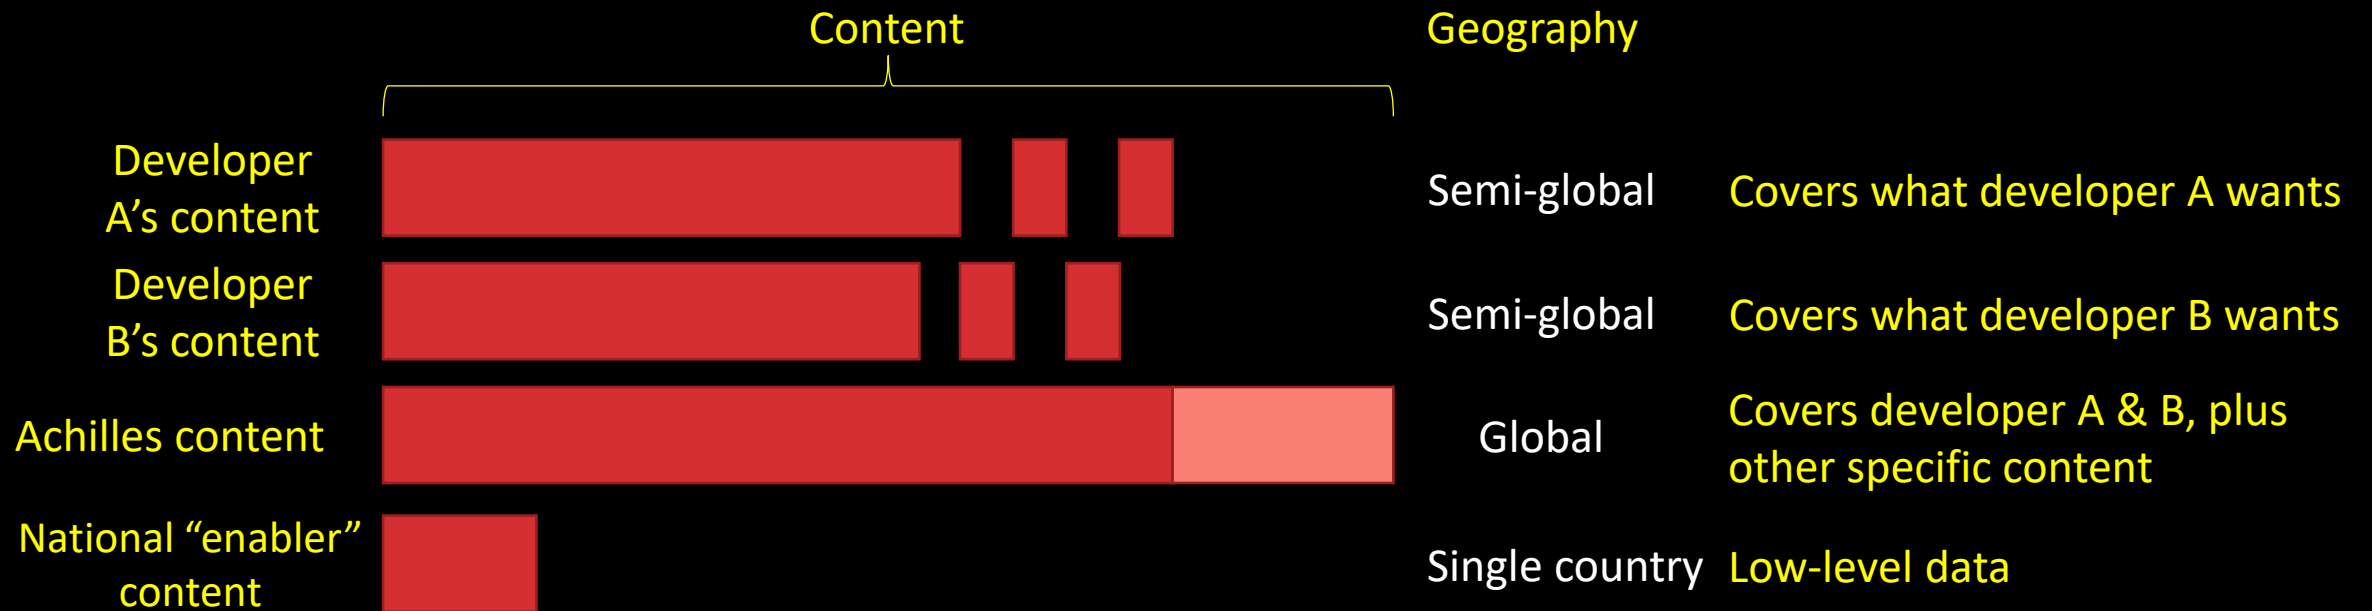 Content
Geography
Developer
A’s content
Semi-global
Covers what developer A wants
Developer
B’s content
Semi-global
Covers what developer B wants
Achilles content
Global
Covers developer A & B, plus
other specific content
National “enabler”
content
Single country
Low-level data